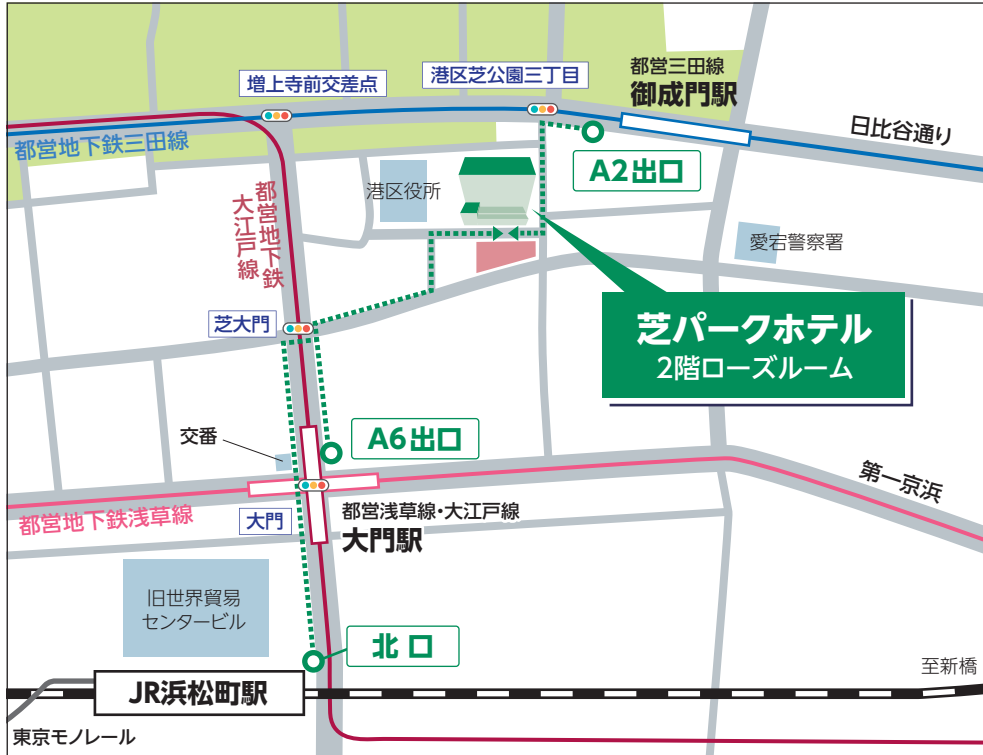 増上寺前交差点
港区芝公園三丁目
都営三田線
御成門駅
都営地下鉄三田線
日比谷通り
A2出口
港区役所
都営地下鉄
大江戸線
愛宕警察署
芝パークホテル
2階ローズルーム
芝大門
交番
A6出口
第一京浜
都営地下鉄浅草線
大門
都営浅草線・大江戸線
大門駅
旧世界貿易
センタービル
北口
至新橋
JR浜松町駅
東京モノレール